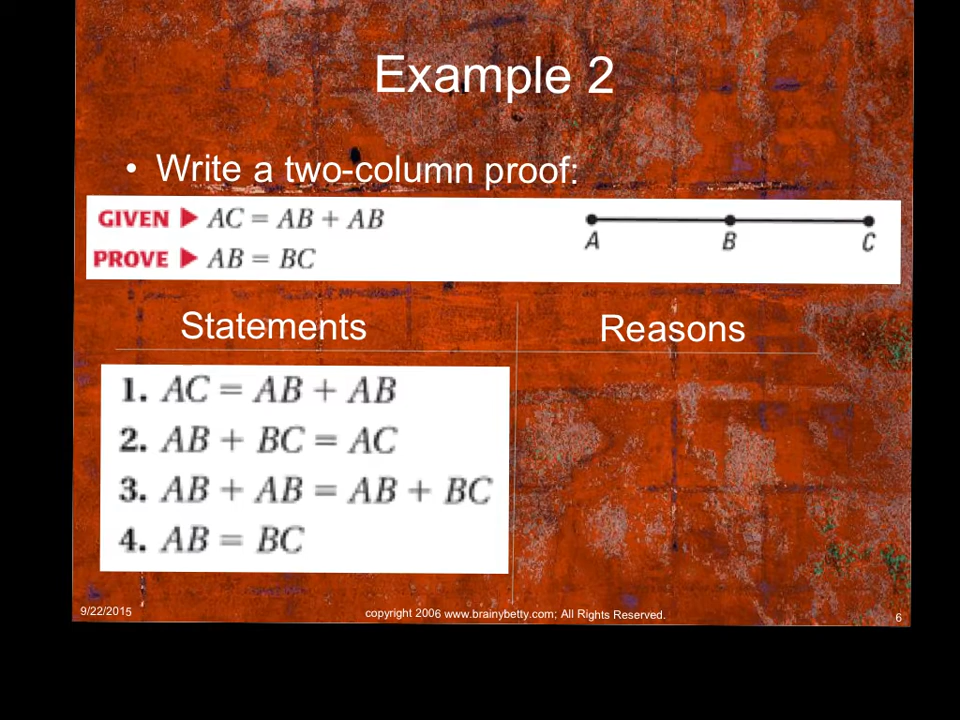 Example 2
• Write a two-column proof:
GIVEN ▶ AC = AB + AB
PROVE ▶ AB = BC
A B C
Statements Reasons
1. AC = AB + AB
2. AB + BC = AC
3. AB + AB = AB + BC
4. AB = BC
9/22/2015 copyright 2006 www.brainybetty.com; All Rights Reserved. 6